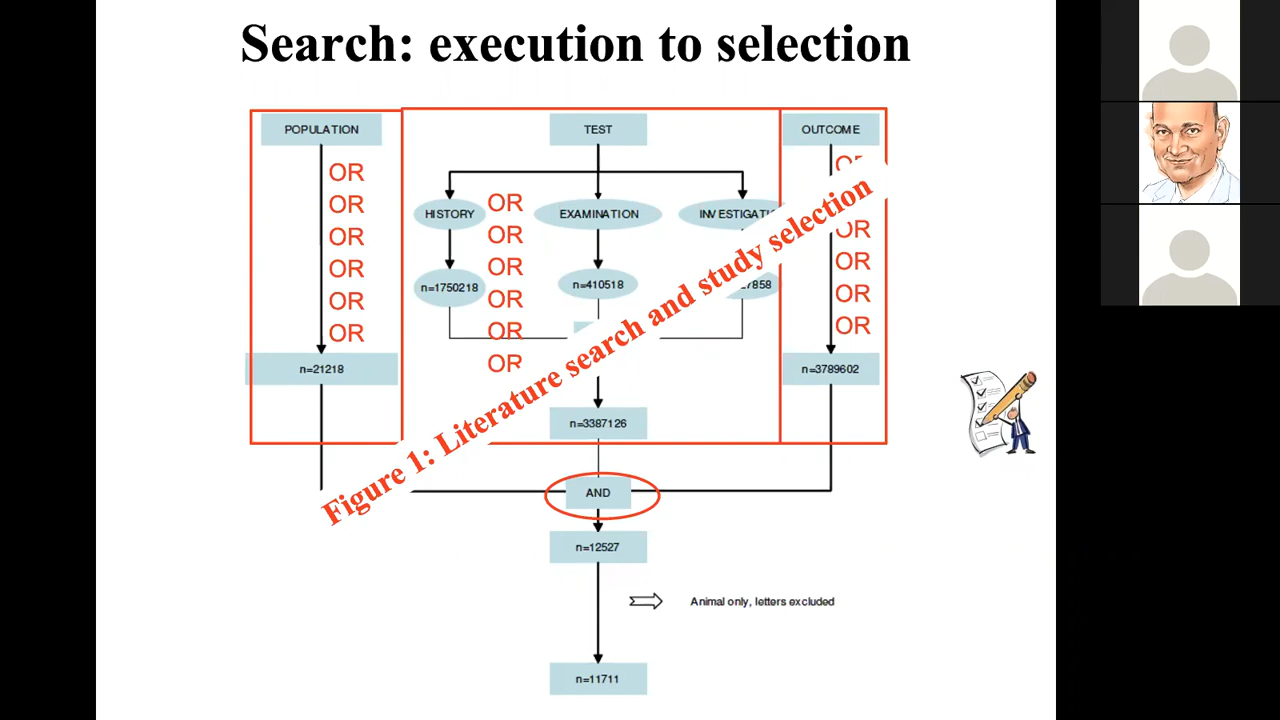 Search: execution to selection
POPULATION
TEST
OUTCOME
OR
OR
OR
OR
OR
OR
HISTORY
EXAMINATION
OR
OR
OR
OR
OR
OR
n=1750218
n=410518
OR
OR
OR
OR
n=21218
n=3789602
n=3387126
Figure 1: Literature search and study selection
AND
n=12527
Animal only, letters excluded
n=11711